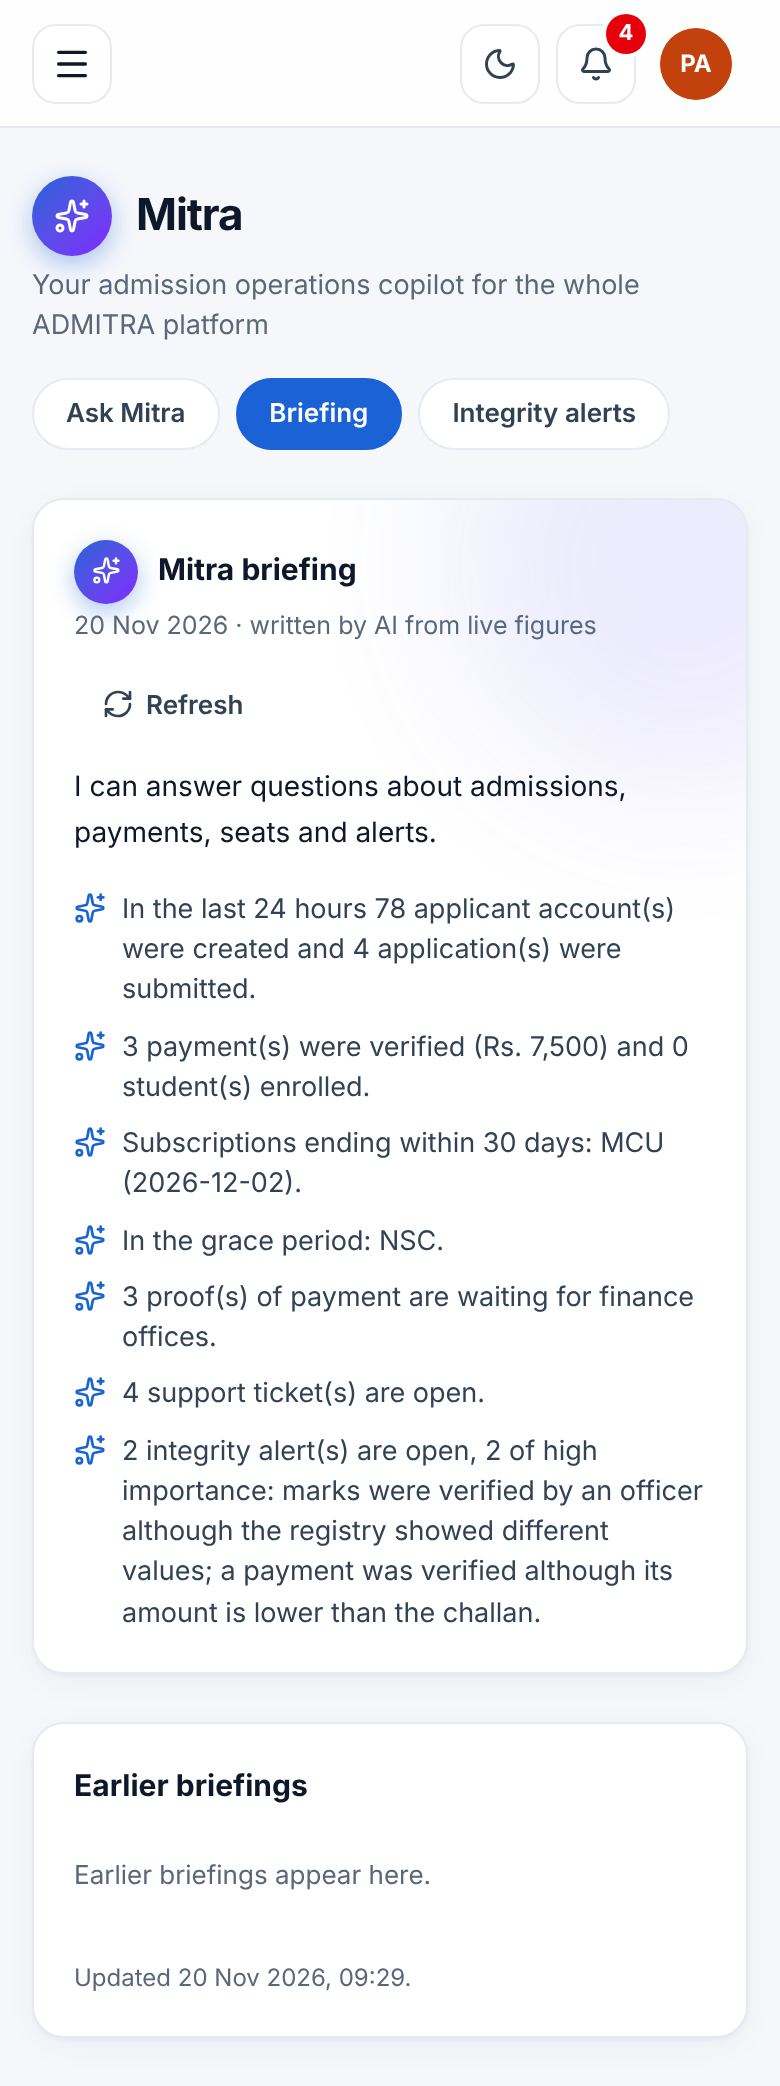 4
PA
Mitra
Your admission operations copilot for the whole
ADMITRA platform
Ask Mitra
Briefing
Integrity alerts
Mitra briefing
20 Nov 2026 · written by AI from live figures
Refresh
I can answer questions about admissions,
payments, seats and alerts.
In the last 24 hours 78 applicant account(s)
were created and 4 application(s) were
submitted.
3 payment(s) were verified (Rs. 7,500) and 0
student(s) enrolled.
Subscriptions ending within 30 days: MCU
(2026-12-02).
In the grace period: NSC.
3 proof(s) of payment are waiting for finance
offices.
4 support ticket(s) are open.
2 integrity alert(s) are open, 2 of high
importance: marks were verified by an officer
although the registry showed different
values; a payment was verified although its
amount is lower than the challan.
Earlier briefings
Earlier briefings appear here.
Updated 20 Nov 2026, 09:29.